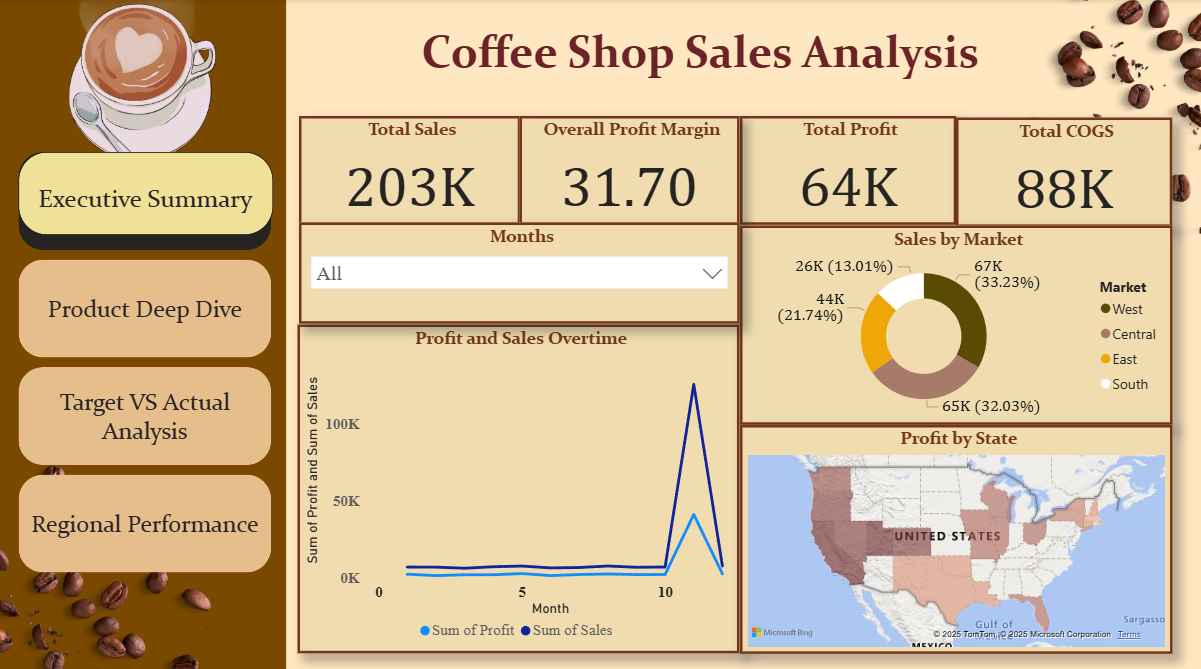 Coffee Shop Sales Analysis
Executive Summary
Product Deep Dive
Target VS Actual
Analysis
Regional Performance
Total Sales
203K
Overall Profit Margin
31.70
Total Profit
64K
Total COGS
88K
Months
All
Sales by Market
26K (13.01%)
67K
(33.23%)
44K
(21.74%)
65K (32.03%)
Market
West
Central
East
South
Profit and Sales Overtime
Sum of Profit and Sum of Sales
100K
50K
0K
0
5
10
Month
Sum of Profit
Sum of Sales
Profit by State
UNITED STATES
Gulf of
Sargasso
MEXICO
Microsoft Bing
© 2025 TomTom, © 2025 Microsoft Corporation
Terms